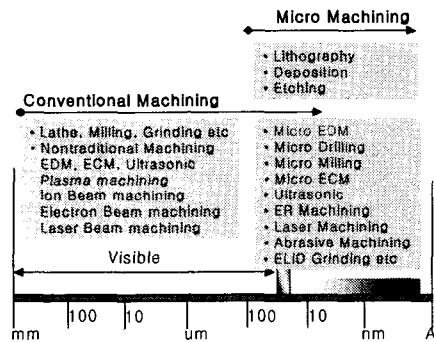 Micro Machining
• Lithography
• Deposition
• Etching
Conventional Machining
• Lathe, Milling, Grinding etc
• Nontraditional Machining
EDM, ECM, Ultrasonic
Plasma machining
Ion Beam machining
Electron Beam machining
Laser Beam machining
• Micro EDM
• Micro Drilling
• Micro Milling
• Micro ECM
• Ultrasonic
• ER Machining
• Laser Machining
• Abrasive Machining
• ELID Grinding etc
Visible
mm 100 10 um 100 10 nm A